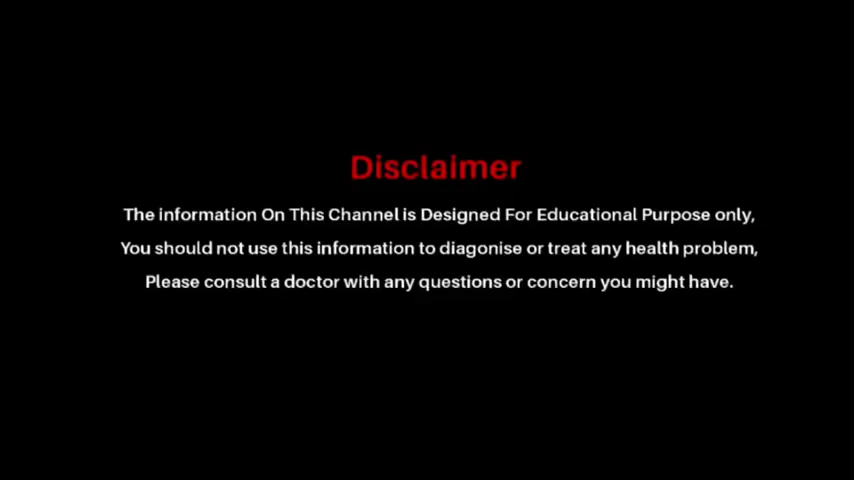 Disclaimer
The information On This Channel is Designed For Educational Purpose only,
You should not use this information to diagonise or treat any health problem,
Please consult a doctor with any questions or concern you might have.